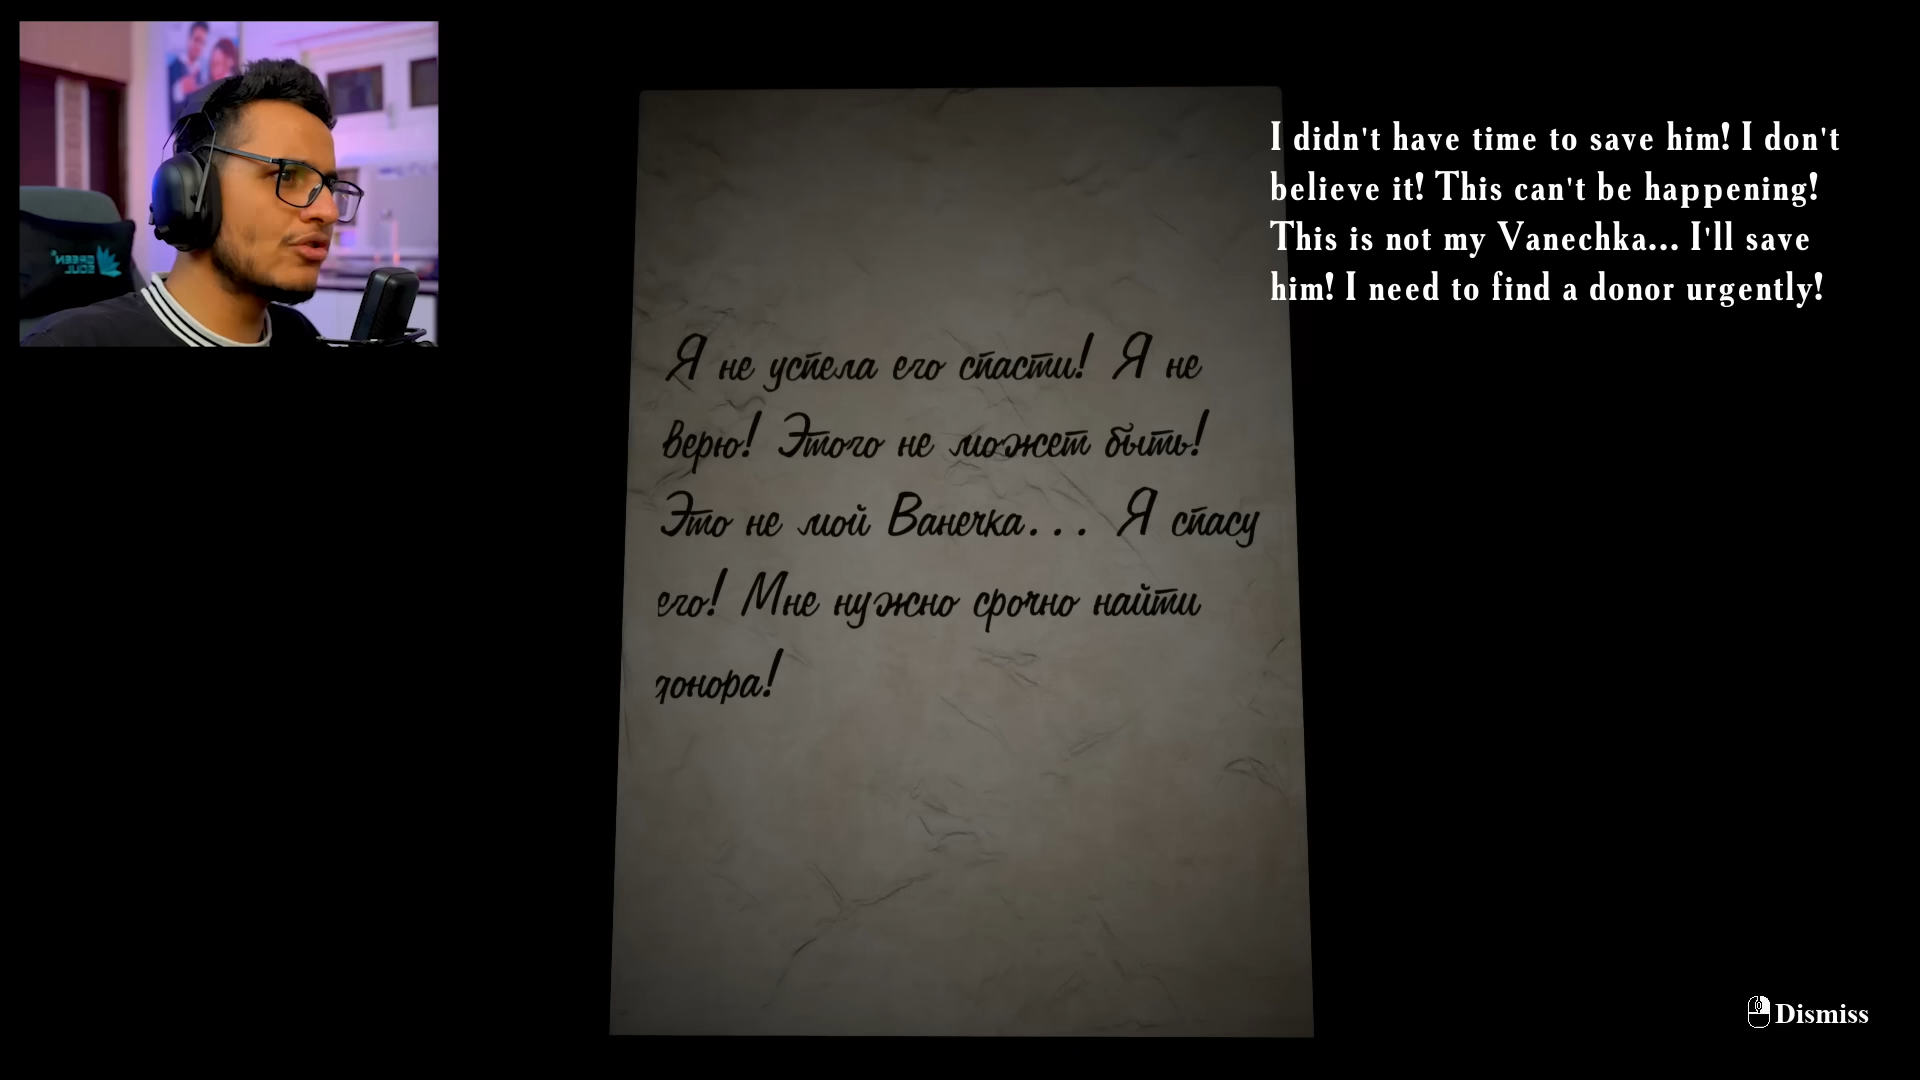 I didn't have time to save him! I don't
believe it! This can't be happening!
This is not my Vanechka... I'll save
him! I need to find a donor urgently!
Я не успела его спасти! Я не
верю! Этого не может быть!
Это не мой Ванечка... Я спасу
его! Мне нужно срочно найти
донора!
GREEN
SOUL
Dismiss